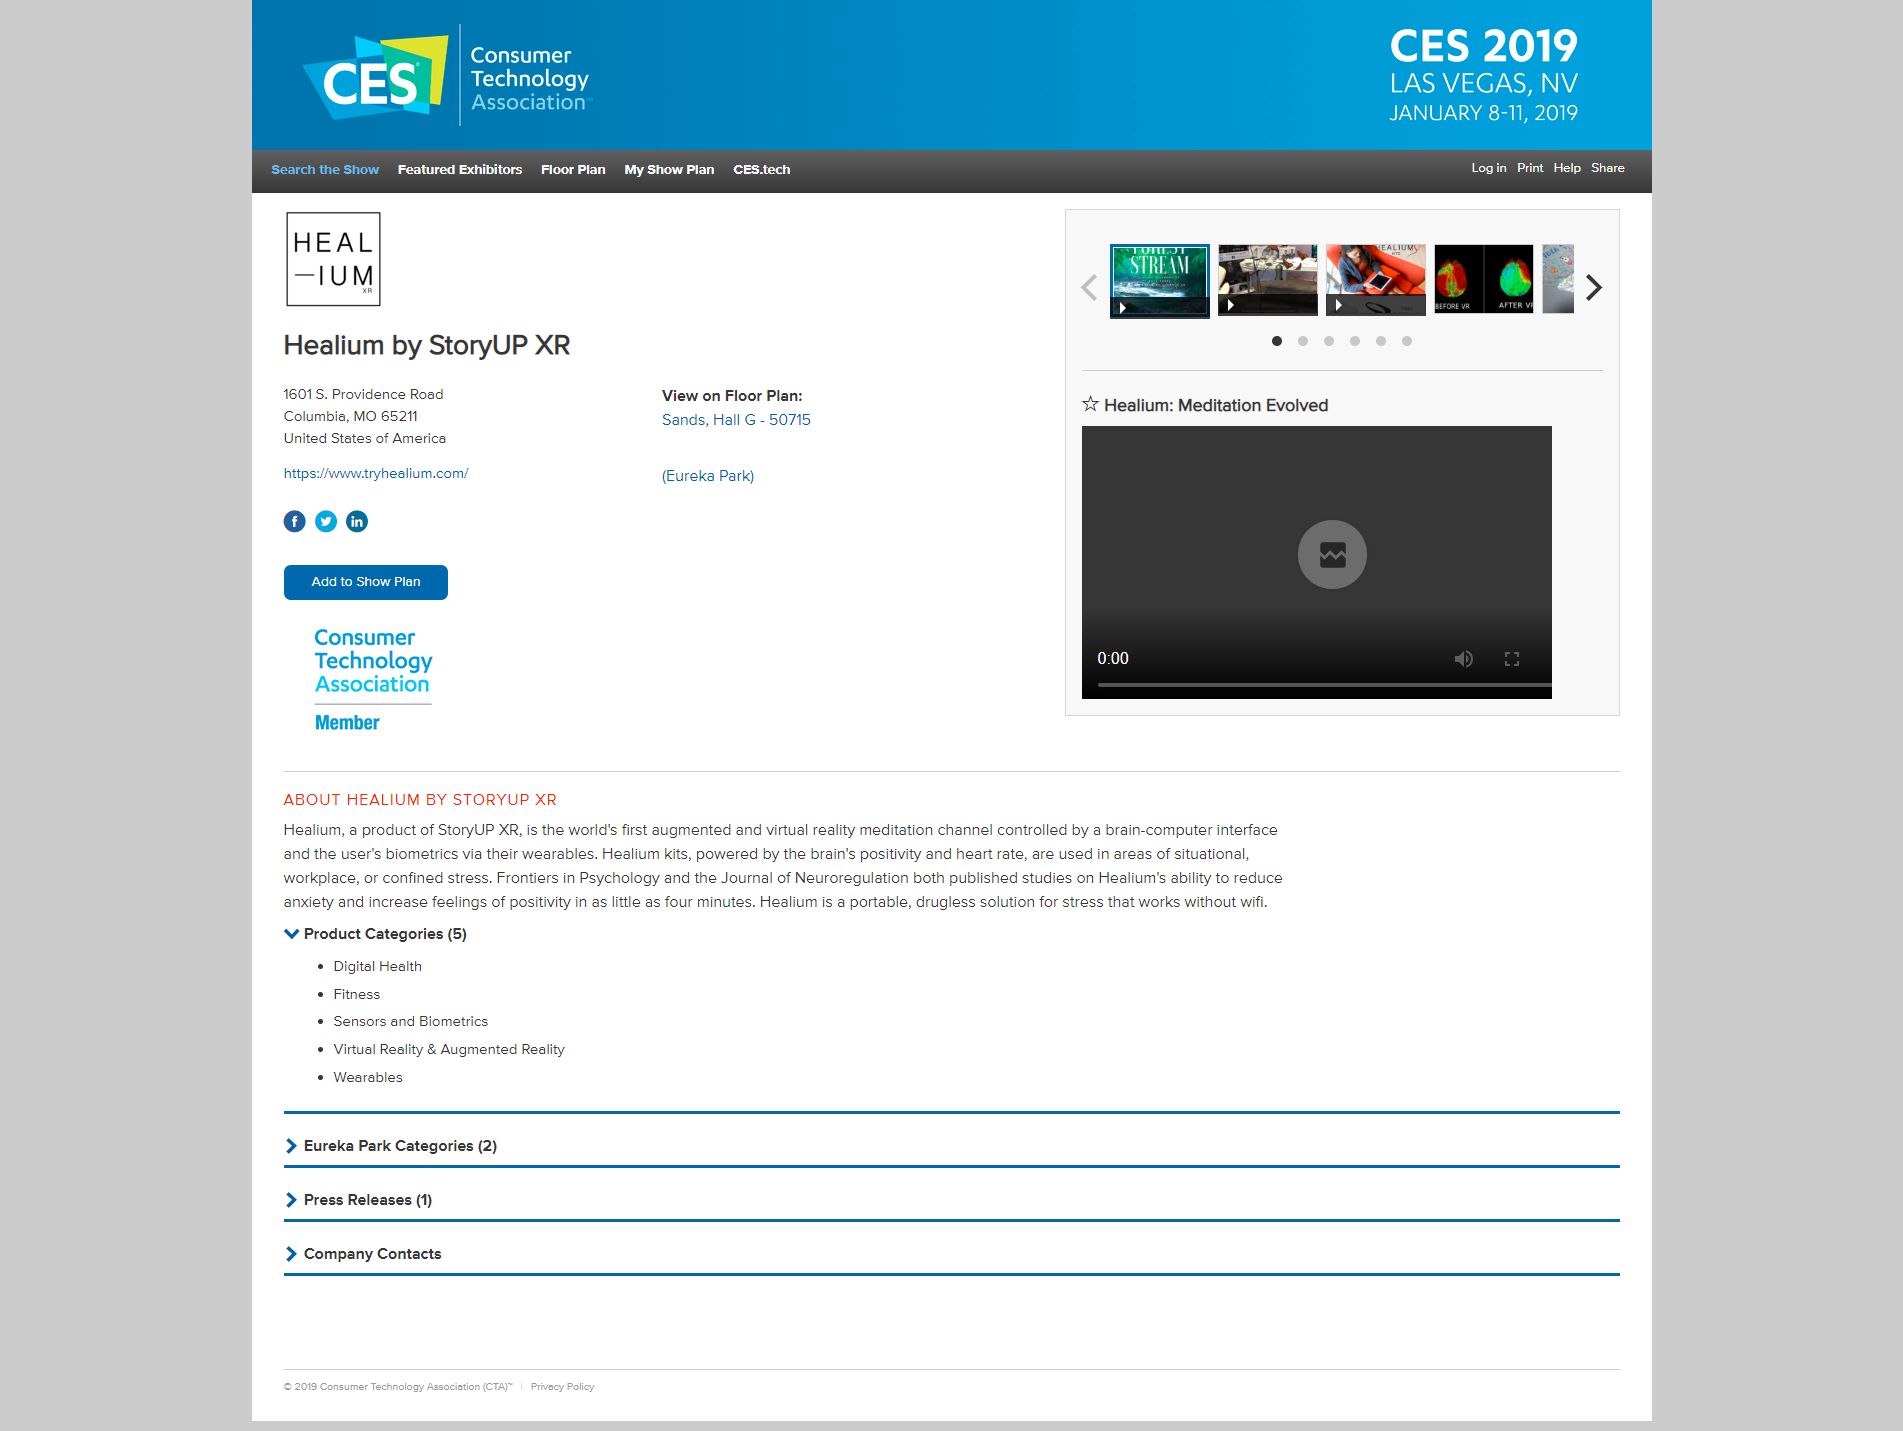 CES
Consumer
Technology
Association
CES 2019
LAS VEGAS, NV
JANUARY 8-11, 2019
Search the Show Featured Exhibitors Floor Plan My Show Plan CES.tech
Log in Print Help Share
HEAL
—IUM
XR
Healium by StoryUP XR
1601 S. Providence Road
Columbia, MO 65211
United States of America
https://www.tryhealium.com/
View on Floor Plan:
Sands, Hall G - 50715
(Eureka Park)
Add to Show Plan
Consumer
Technology
Association
Member
FOREST
STREAM
HEALIUM
BEFORE VR
AFTER VR
☆ Healium: Meditation Evolved
0:00
ABOUT HEALIUM BY STORYUP XR
Healium, a product of StoryUP XR, is the world's first augmented and virtual reality meditation channel controlled by a brain-computer interface
and the user's biometrics via their wearables. Healium kits, powered by the brain's positivity and heart rate, are used in areas of situational,
workplace, or confined stress. Frontiers in Psychology and the Journal of Neuroregulation both published studies on Healium's ability to reduce
anxiety and increase feelings of positivity in as little as four minutes. Healium is a portable, drugless solution for stress that works without wifi.
Product Categories (5)
• Digital Health
• Fitness
• Sensors and Biometrics
• Virtual Reality & Augmented Reality
• Wearables
Eureka Park Categories (2)
Press Releases (1)
Company Contacts
© 2019 Consumer Technology Association (CTA)™ | Privacy Policy